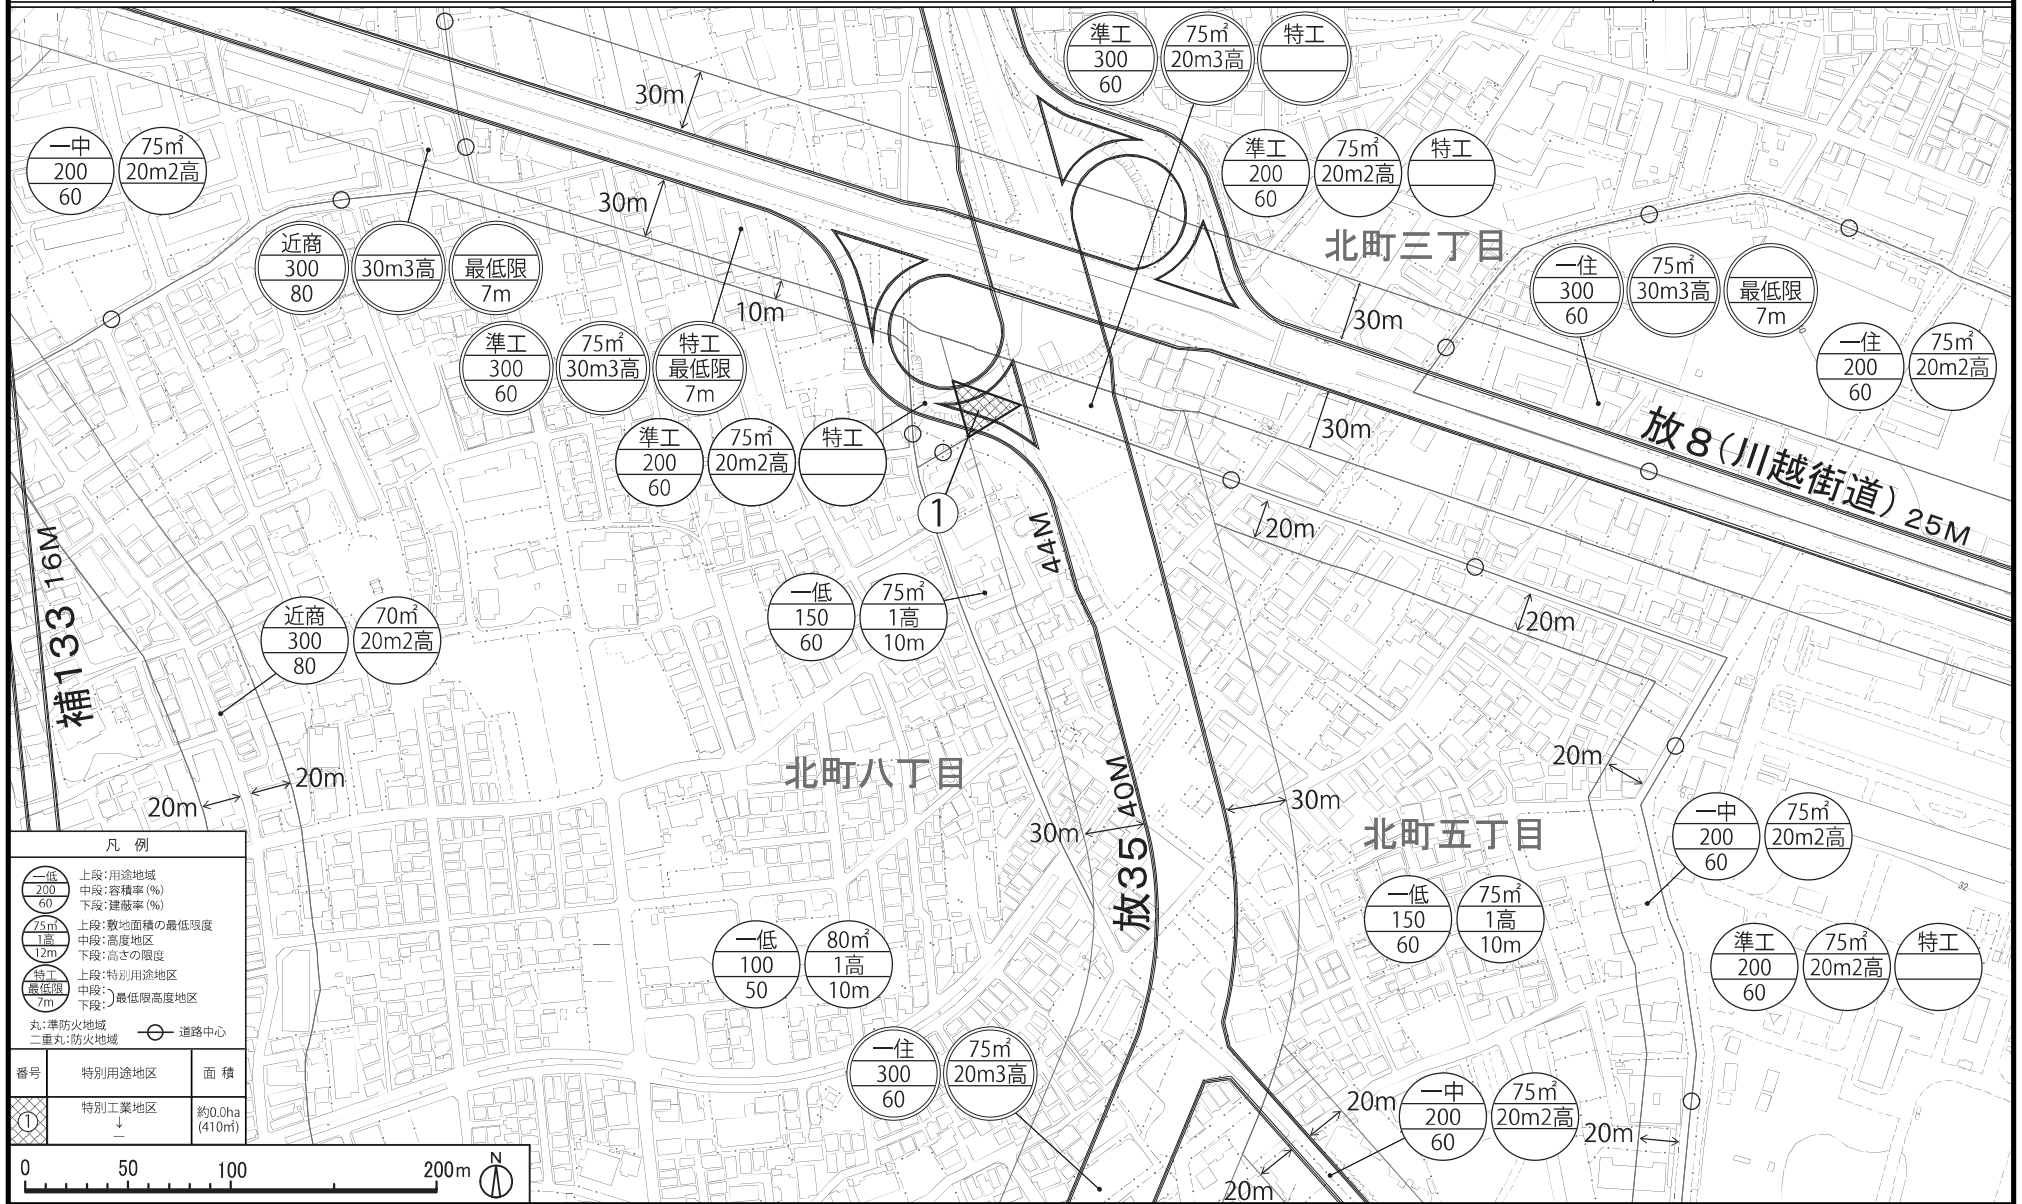 準工
300
60
75㎡
20m3高
特工
30m
一中
200
60
75㎡
20m2高
準工
200
60
75㎡
20m2高
特工
30m
北町三丁目
近商
300
80
30m3高
最低限
7m
一住
300
60
75㎡
30m3高
最低限
7m
10m
30m
準工
300
60
75㎡
30m3高
特工
最低限
7m
一住
200
60
75㎡
20m2高
30m
準工
200
60
75㎡
20m2高
特工
放8(川越街道) 25M
1
44M
20m
補133 16M
一低
150
60
75㎡
1高
10m
近商
300
80
70㎡
20m2高
20m
20m
20m
北町八丁目
20m
30m
30m
放35 40M
北町五丁目
一中
200
60
75㎡
20m2高
一低
150
60
75㎡
1高
10m
32
一低
100
50
80㎡
1高
10m
準工
200
60
75㎡
20m2高
特工
一住
300
60
75㎡
20m3高
20m
一中
200
60
75㎡
20m2高
20m
20m
凡 例
一低
200
60
上段:用途地域
中段:容積率(%)
下段:建蔽率(%)
75㎡
1高
12m
上段:敷地面積の最低限度
中段:高度地区
下段:高さの限度
特工
最低限
7m
上段:特別用途地区
中段:
下段:
}最低限高度地区
丸:準防火地域
二重丸:防火地域
道路中心
番号 特別用途地区 面 積
1 特別工業地区 約0.0ha
↓ (410㎡)
―
0 50 100 200m
N